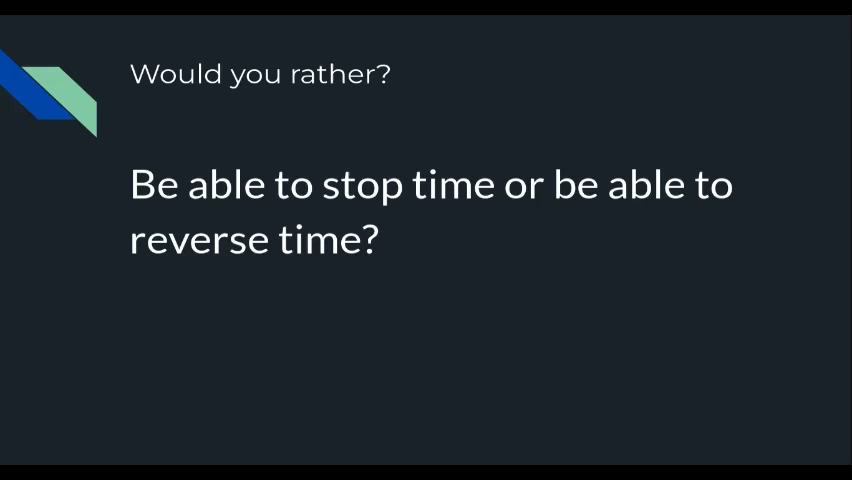 Would you rather?
Be able to stop time or be able to
reverse time?